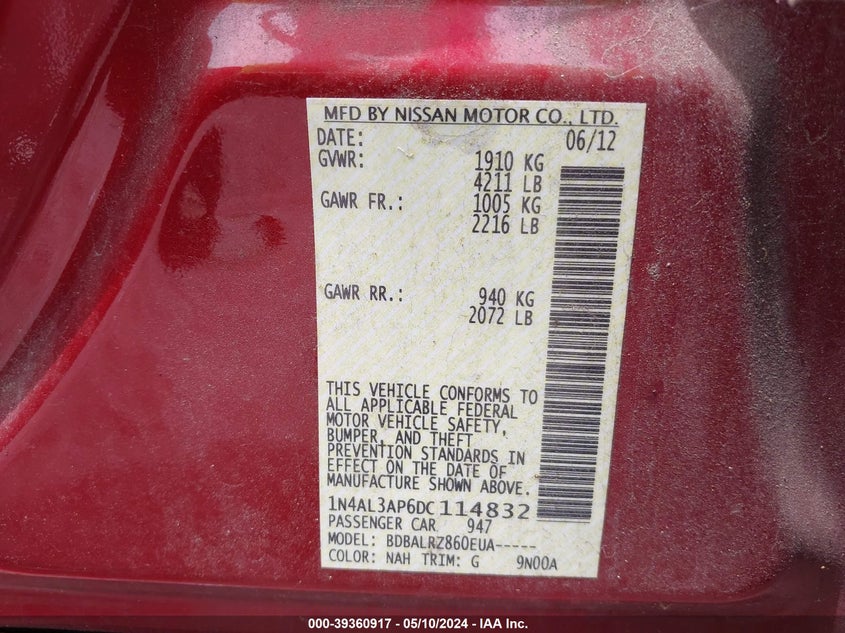 MFD BY NISSAN MOTOR CO., LTD.
DATE: 06/12
GVWR: 1910 KG
4211 LB
GAWR FR.: 1005 KG
2216 LB
GAWR RR.: 940 KG
2072 LB
THIS VEHICLE CONFORMS TO
ALL APPLICABLE FEDERAL
MOTOR VEHICLE SAFETY,
BUMPER, AND THEFT
PREVENTION STANDARDS IN
EFFECT ON THE DATE OF
MANUFACTURE SHOWN ABOVE.
1N4AL3AP6DC114832
PASSENGER CAR 947
MODEL: BDBALRZ860EUA-----
COLOR: NAH TRIM: G 9N00A
000-39360917 - 05/10/2024 - IAA Inc.